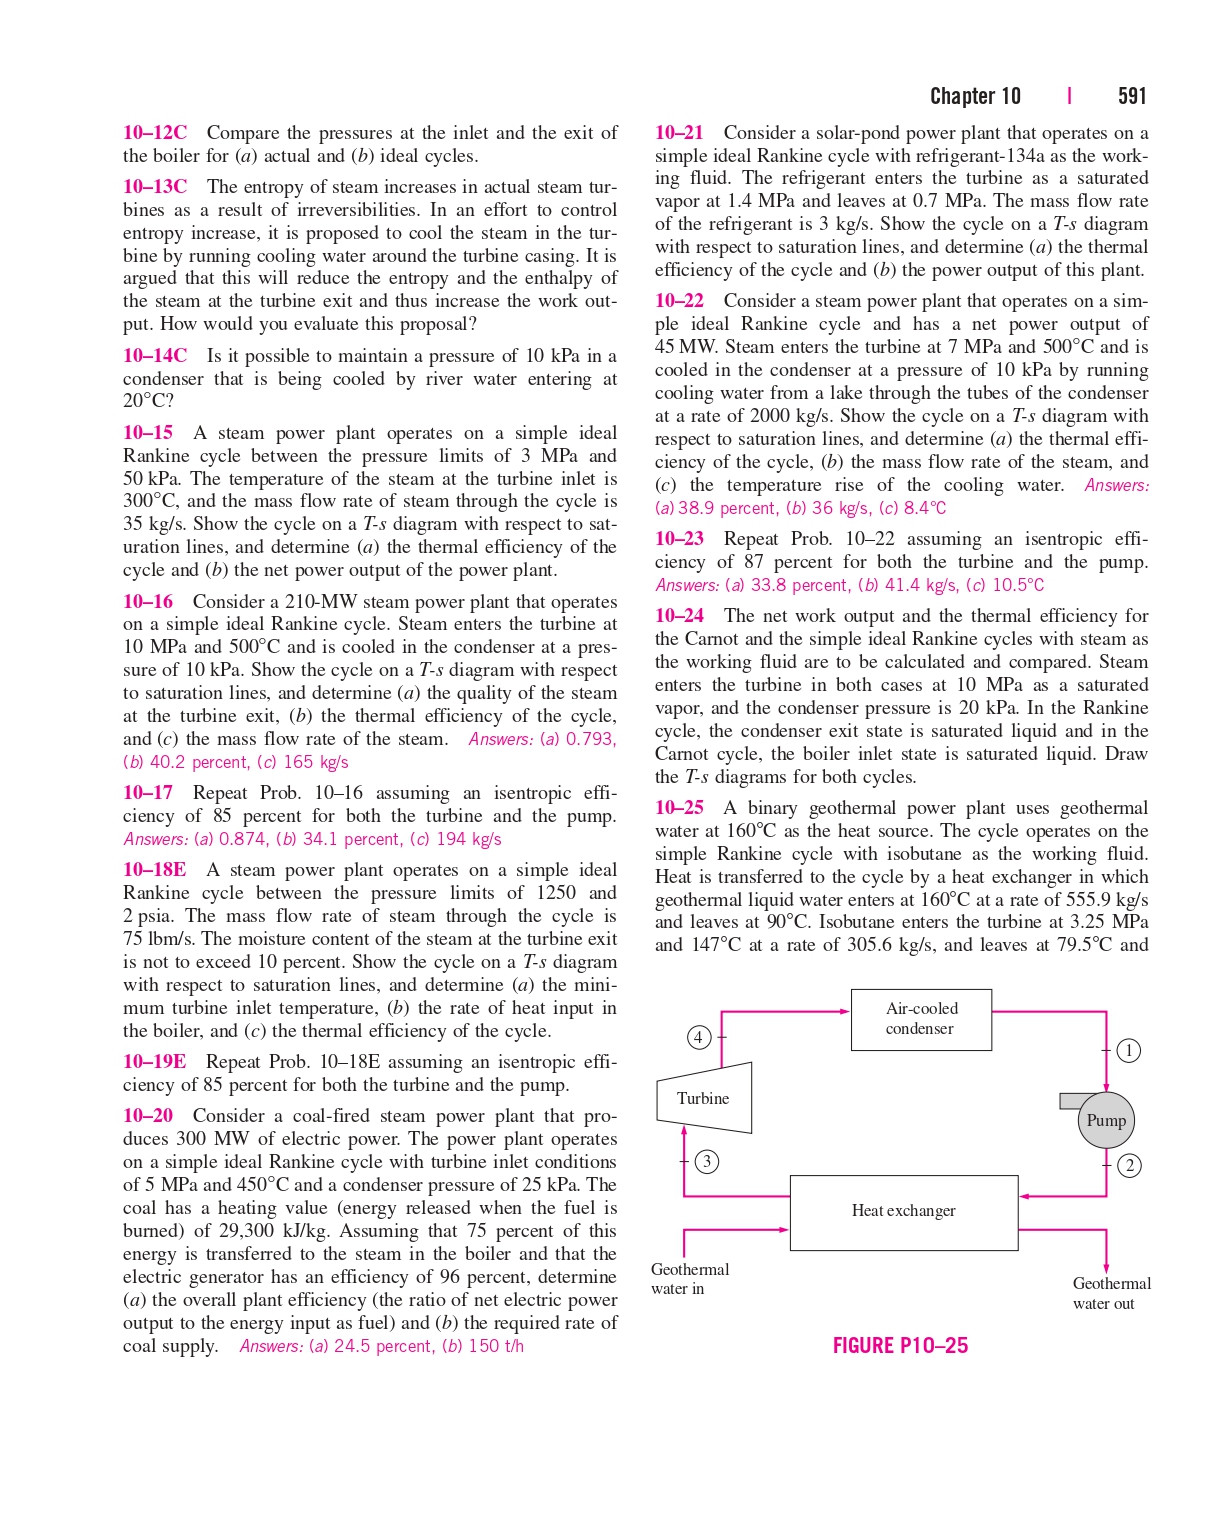 Chapter 10 | 591
10–12C Compare the pressures at the inlet and the exit of
the boiler for (a) actual and (b) ideal cycles.
10–13C The entropy of steam increases in actual steam tur-
bines as a result of irreversibilities. In an effort to control
entropy increase, it is proposed to cool the steam in the tur-
bine by running cooling water around the turbine casing. It is
argued that this will reduce the entropy and the enthalpy of
the steam at the turbine exit and thus increase the work out-
put. How would you evaluate this proposal?
10–14C Is it possible to maintain a pressure of 10 kPa in a
condenser that is being cooled by river water entering at
20°C?
10–15 A steam power plant operates on a simple ideal
Rankine cycle between the pressure limits of 3 MPa and
50 kPa. The temperature of the steam at the turbine inlet is
300°C, and the mass flow rate of steam through the cycle is
35 kg/s. Show the cycle on a T-s diagram with respect to sat-
uration lines, and determine (a) the thermal efficiency of the
cycle and (b) the net power output of the power plant.
10–16 Consider a 210-MW steam power plant that operates
on a simple ideal Rankine cycle. Steam enters the turbine at
10 MPa and 500°C and is cooled in the condenser at a pres-
sure of 10 kPa. Show the cycle on a T-s diagram with respect
to saturation lines, and determine (a) the quality of the steam
at the turbine exit, (b) the thermal efficiency of the cycle,
and (c) the mass flow rate of the steam. Answers: (a) 0.793,
(b) 40.2 percent, (c) 165 kg/s
10–17 Repeat Prob. 10–16 assuming an isentropic effi-
ciency of 85 percent for both the turbine and the pump.
Answers: (a) 0.874, (b) 34.1 percent, (c) 194 kg/s
10–18E A steam power plant operates on a simple ideal
Rankine cycle between the pressure limits of 1250 and
2 psia. The mass flow rate of steam through the cycle is
75 lbm/s. The moisture content of the steam at the turbine exit
is not to exceed 10 percent. Show the cycle on a T-s diagram
with respect to saturation lines, and determine (a) the mini-
mum turbine inlet temperature, (b) the rate of heat input in
the boiler, and (c) the thermal efficiency of the cycle.
10–19E Repeat Prob. 10–18E assuming an isentropic effi-
ciency of 85 percent for both the turbine and the pump.
10–20 Consider a coal-fired steam power plant that pro-
duces 300 MW of electric power. The power plant operates
on a simple ideal Rankine cycle with turbine inlet conditions
of 5 MPa and 450°C and a condenser pressure of 25 kPa. The
coal has a heating value (energy released when the fuel is
burned) of 29,300 kJ/kg. Assuming that 75 percent of this
energy is transferred to the steam in the boiler and that the
electric generator has an efficiency of 96 percent, determine
(a) the overall plant efficiency (the ratio of net electric power
output to the energy input as fuel) and (b) the required rate of
coal supply. Answers: (a) 24.5 percent, (b) 150 t/h
10–21 Consider a solar-pond power plant that operates on a
simple ideal Rankine cycle with refrigerant-134a as the work-
ing fluid. The refrigerant enters the turbine as a saturated
vapor at 1.4 MPa and leaves at 0.7 MPa. The mass flow rate
of the refrigerant is 3 kg/s. Show the cycle on a T-s diagram
with respect to saturation lines, and determine (a) the thermal
efficiency of the cycle and (b) the power output of this plant.
10–22 Consider a steam power plant that operates on a sim-
ple ideal Rankine cycle and has a net power output of
45 MW. Steam enters the turbine at 7 MPa and 500°C and is
cooled in the condenser at a pressure of 10 kPa by running
cooling water from a lake through the tubes of the condenser
at a rate of 2000 kg/s. Show the cycle on a T-s diagram with
respect to saturation lines, and determine (a) the thermal effi-
ciency of the cycle, (b) the mass flow rate of the steam, and
(c) the temperature rise of the cooling water. Answers:
(a) 38.9 percent, (b) 36 kg/s, (c) 8.4°C
10–23 Repeat Prob. 10–22 assuming an isentropic effi-
ciency of 87 percent for both the turbine and the pump.
Answers: (a) 33.8 percent, (b) 41.4 kg/s, (c) 10.5°C
10–24 The net work output and the thermal efficiency for
the Carnot and the simple ideal Rankine cycles with steam as
the working fluid are to be calculated and compared. Steam
enters the turbine in both cases at 10 MPa as a saturated
vapor, and the condenser pressure is 20 kPa. In the Rankine
cycle, the condenser exit state is saturated liquid and in the
Carnot cycle, the boiler inlet state is saturated liquid. Draw
the T-s diagrams for both cycles.
10–25 A binary geothermal power plant uses geothermal
water at 160°C as the heat source. The cycle operates on the
simple Rankine cycle with isobutane as the working fluid.
Heat is transferred to the cycle by a heat exchanger in which
geothermal liquid water enters at 160°C at a rate of 555.9 kg/s
and leaves at 90°C. Isobutane enters the turbine at 3.25 MPa
and 147°C at a rate of 305.6 kg/s, and leaves at 79.5°C and
Air-cooled
condenser
4
1
Turbine
Pump
3
2
Heat exchanger
Geothermal
water in
Geothermal
water out
FIGURE P10–25